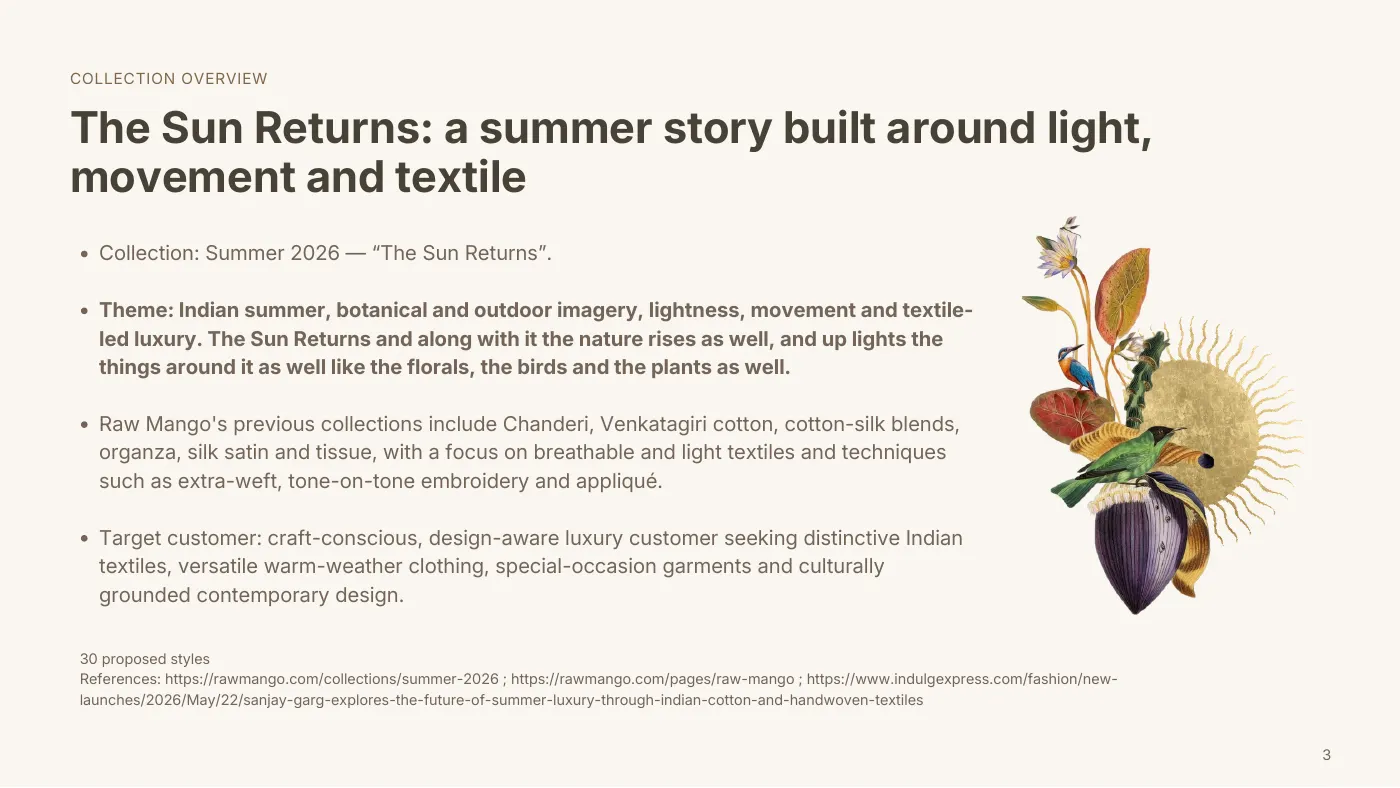 COLLECTION OVERVIEW
The Sun Returns: a summer story built around light,
movement and textile
• Collection: Summer 2026 — “The Sun Returns”.
• Theme: Indian summer, botanical and outdoor imagery, lightness, movement and textile-
led luxury. The Sun Returns and along with it the nature rises as well, and up lights the
things around it as well like the florals, the birds and the plants as well.
• Raw Mango's previous collections include Chanderi, Venkatagiri cotton, cotton-silk blends,
organza, silk satin and tissue, with a focus on breathable and light textiles and techniques
such as extra-weft, tone-on-tone embroidery and appliqué.
• Target customer: craft-conscious, design-aware luxury customer seeking distinctive Indian
textiles, versatile warm-weather clothing, special-occasion garments and culturally
grounded contemporary design.
30 proposed styles
References: https://rawmango.com/collections/summer-2026 ; https://rawmango.com/pages/raw-mango ; https://www.indulgexpress.com/fashion/new-
launches/2026/May/22/sanjay-garg-explores-the-future-of-summer-luxury-through-indian-cotton-and-handwoven-textiles
3